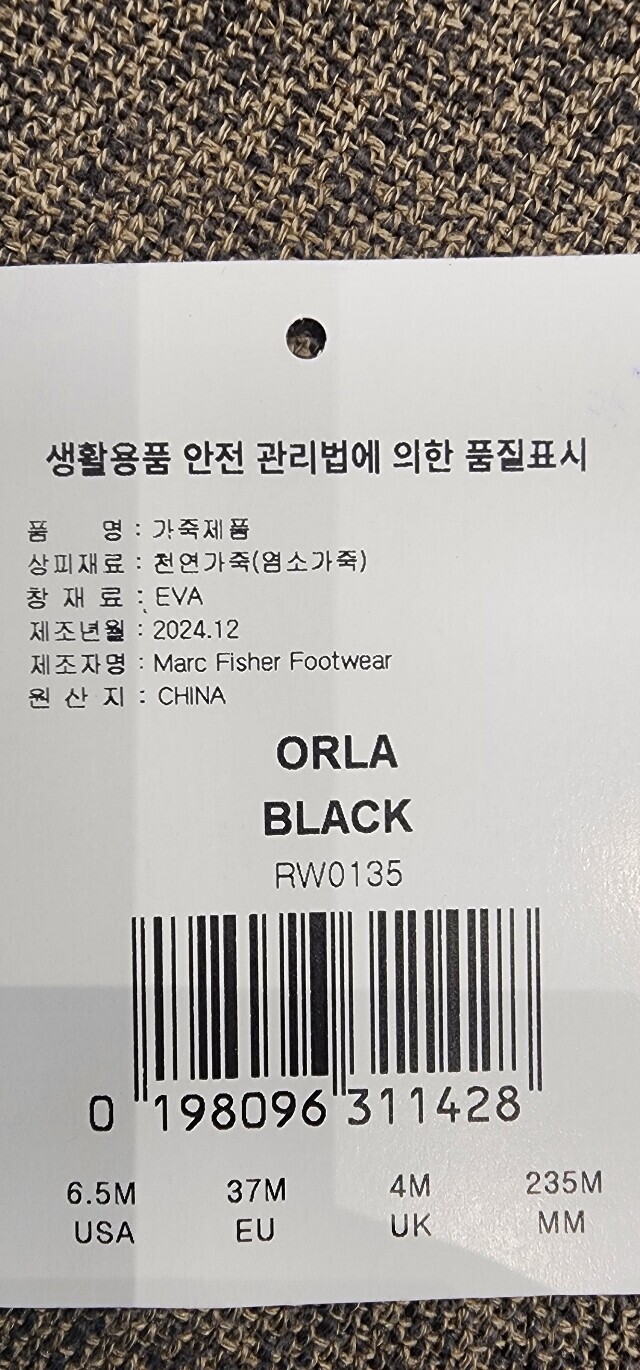 생활용품 안전 관리법에 의한 품질표시
품 명 : 가죽제품
상피재료 : 천연가죽(염소가죽)
창 재 료 : EVA
제조년월 : 2024.12
제조자명 : Marc Fisher Footwear
원 산 지 : CHINA
ORLA
BLACK
RW0135
0 198096 311428
6.5M 37M 4M 235M
USA EU UK MM